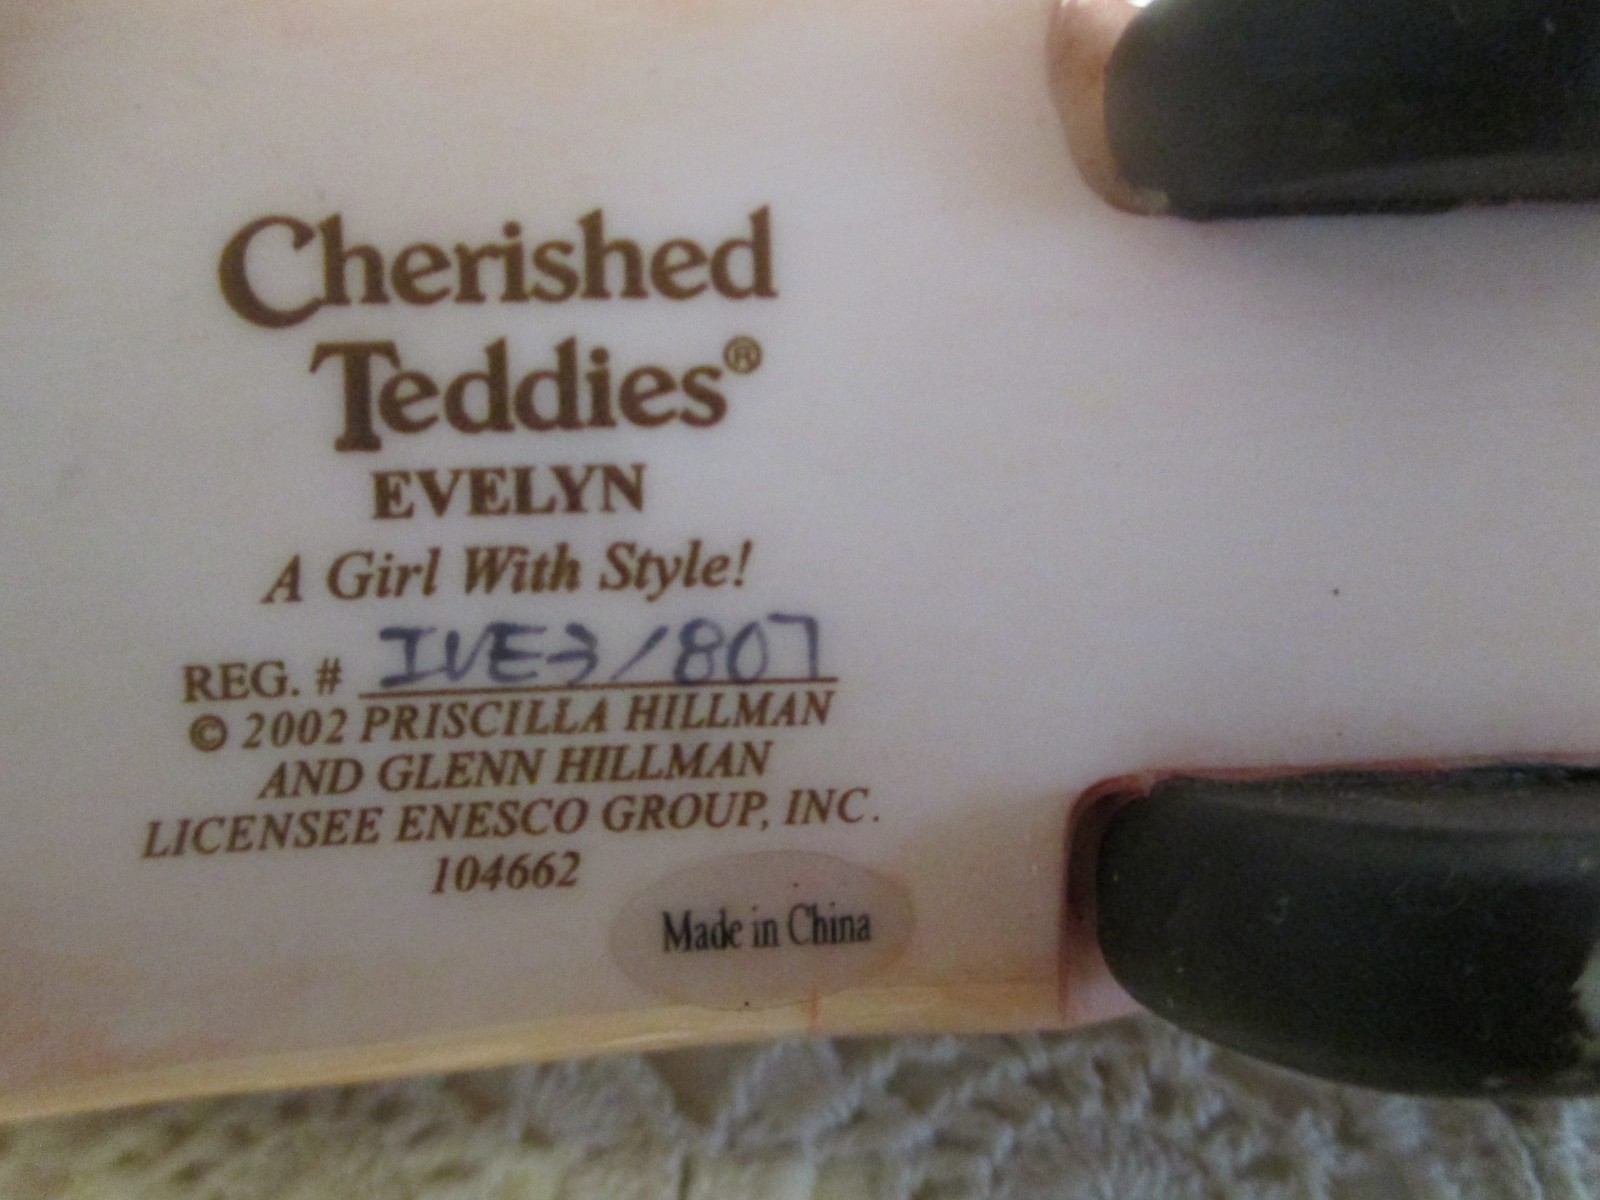 Cherished
Teddies®
EVELYN
A Girl With Style!
REG. # IVE3/807
© 2002 PRISCILLA HILLMAN
AND GLENN HILLMAN
LICENSEE ENESCO GROUP, INC.
104662
Made in China